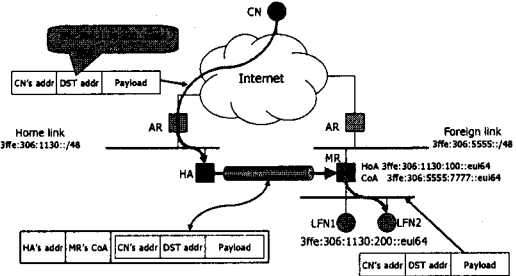 CN
CN's addr DST addr Payload
Internet
AR
AR
Home link
3ffe:306:1130::/48
Foreign link
3ffe:306:5555::/48
HA
MR
HoA 3ffe:306:1130:100::eui64
CoA 3ffe:306:5555:7777::eui64
LFN1
LFN2
3ffe:306:1130:200::eui64
HA's addr MR's CoA CN's addr DST addr Payload
CN's addr DST addr Payload